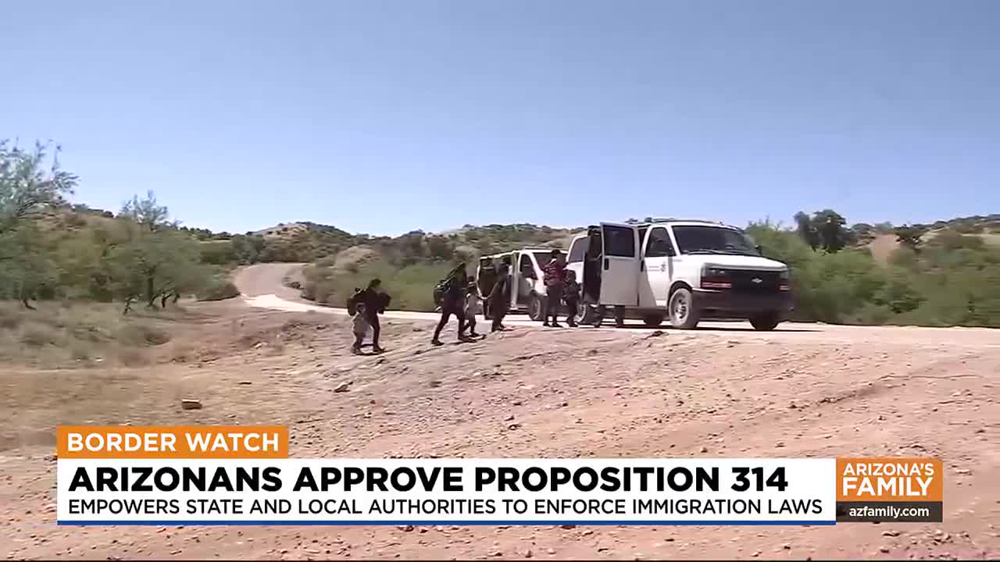 BORDER WATCH
ARIZONANS APPROVE PROPOSITION 314
EMPOWERS STATE AND LOCAL AUTHORITIES TO ENFORCE IMMIGRATION LAWS
ARIZONA'S
FAMILY
azfamily.com